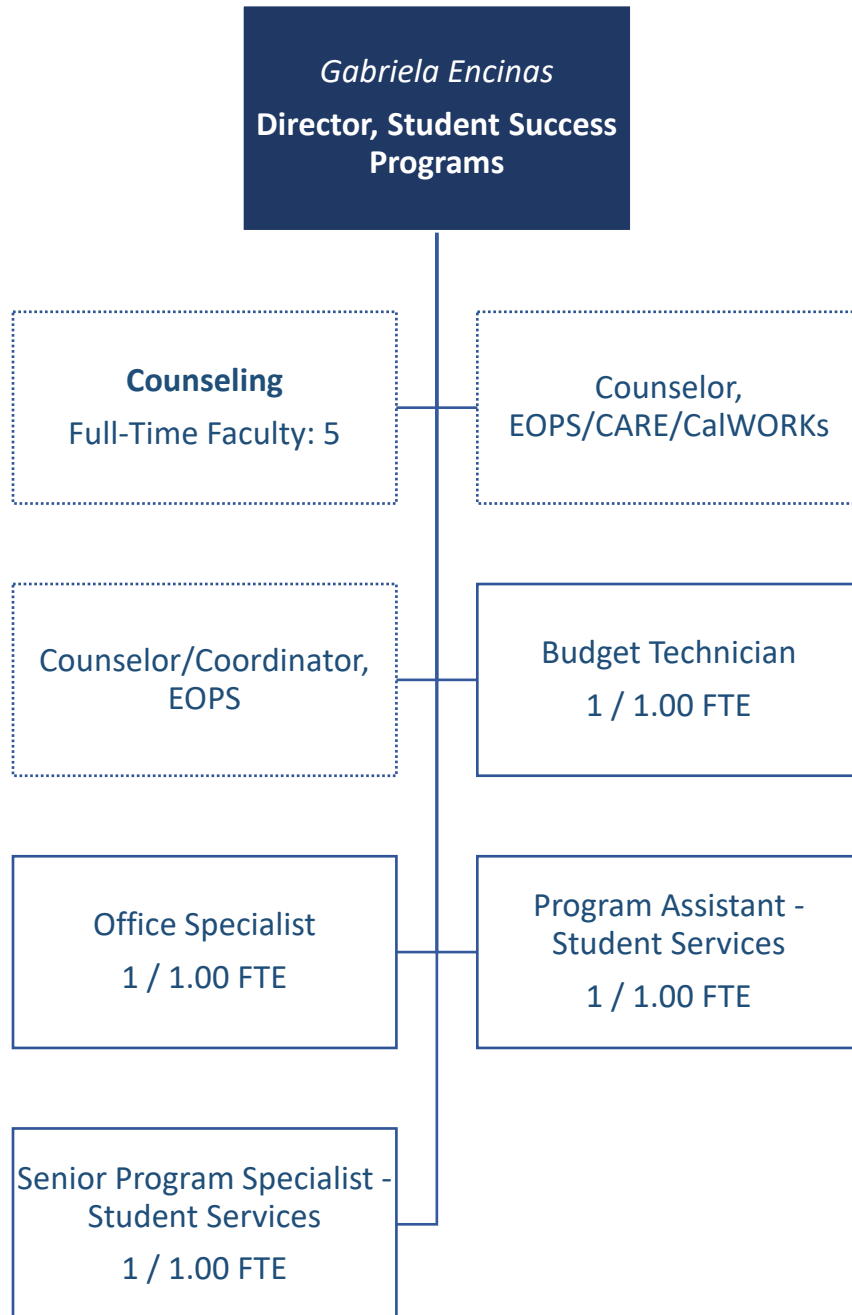 Gabriela Encinas
Director, Student Success
Programs
Counseling
Full-Time Faculty: 5
Counselor,
EOPS/CARE/CalWORKs
Counselor/Coordinator,
EOPS
Budget Technician
1 / 1.00 FTE
Office Specialist
1 / 1.00 FTE
Program Assistant -
Student Services
1 / 1.00 FTE
Senior Program Specialist -
Student Services
1 / 1.00 FTE